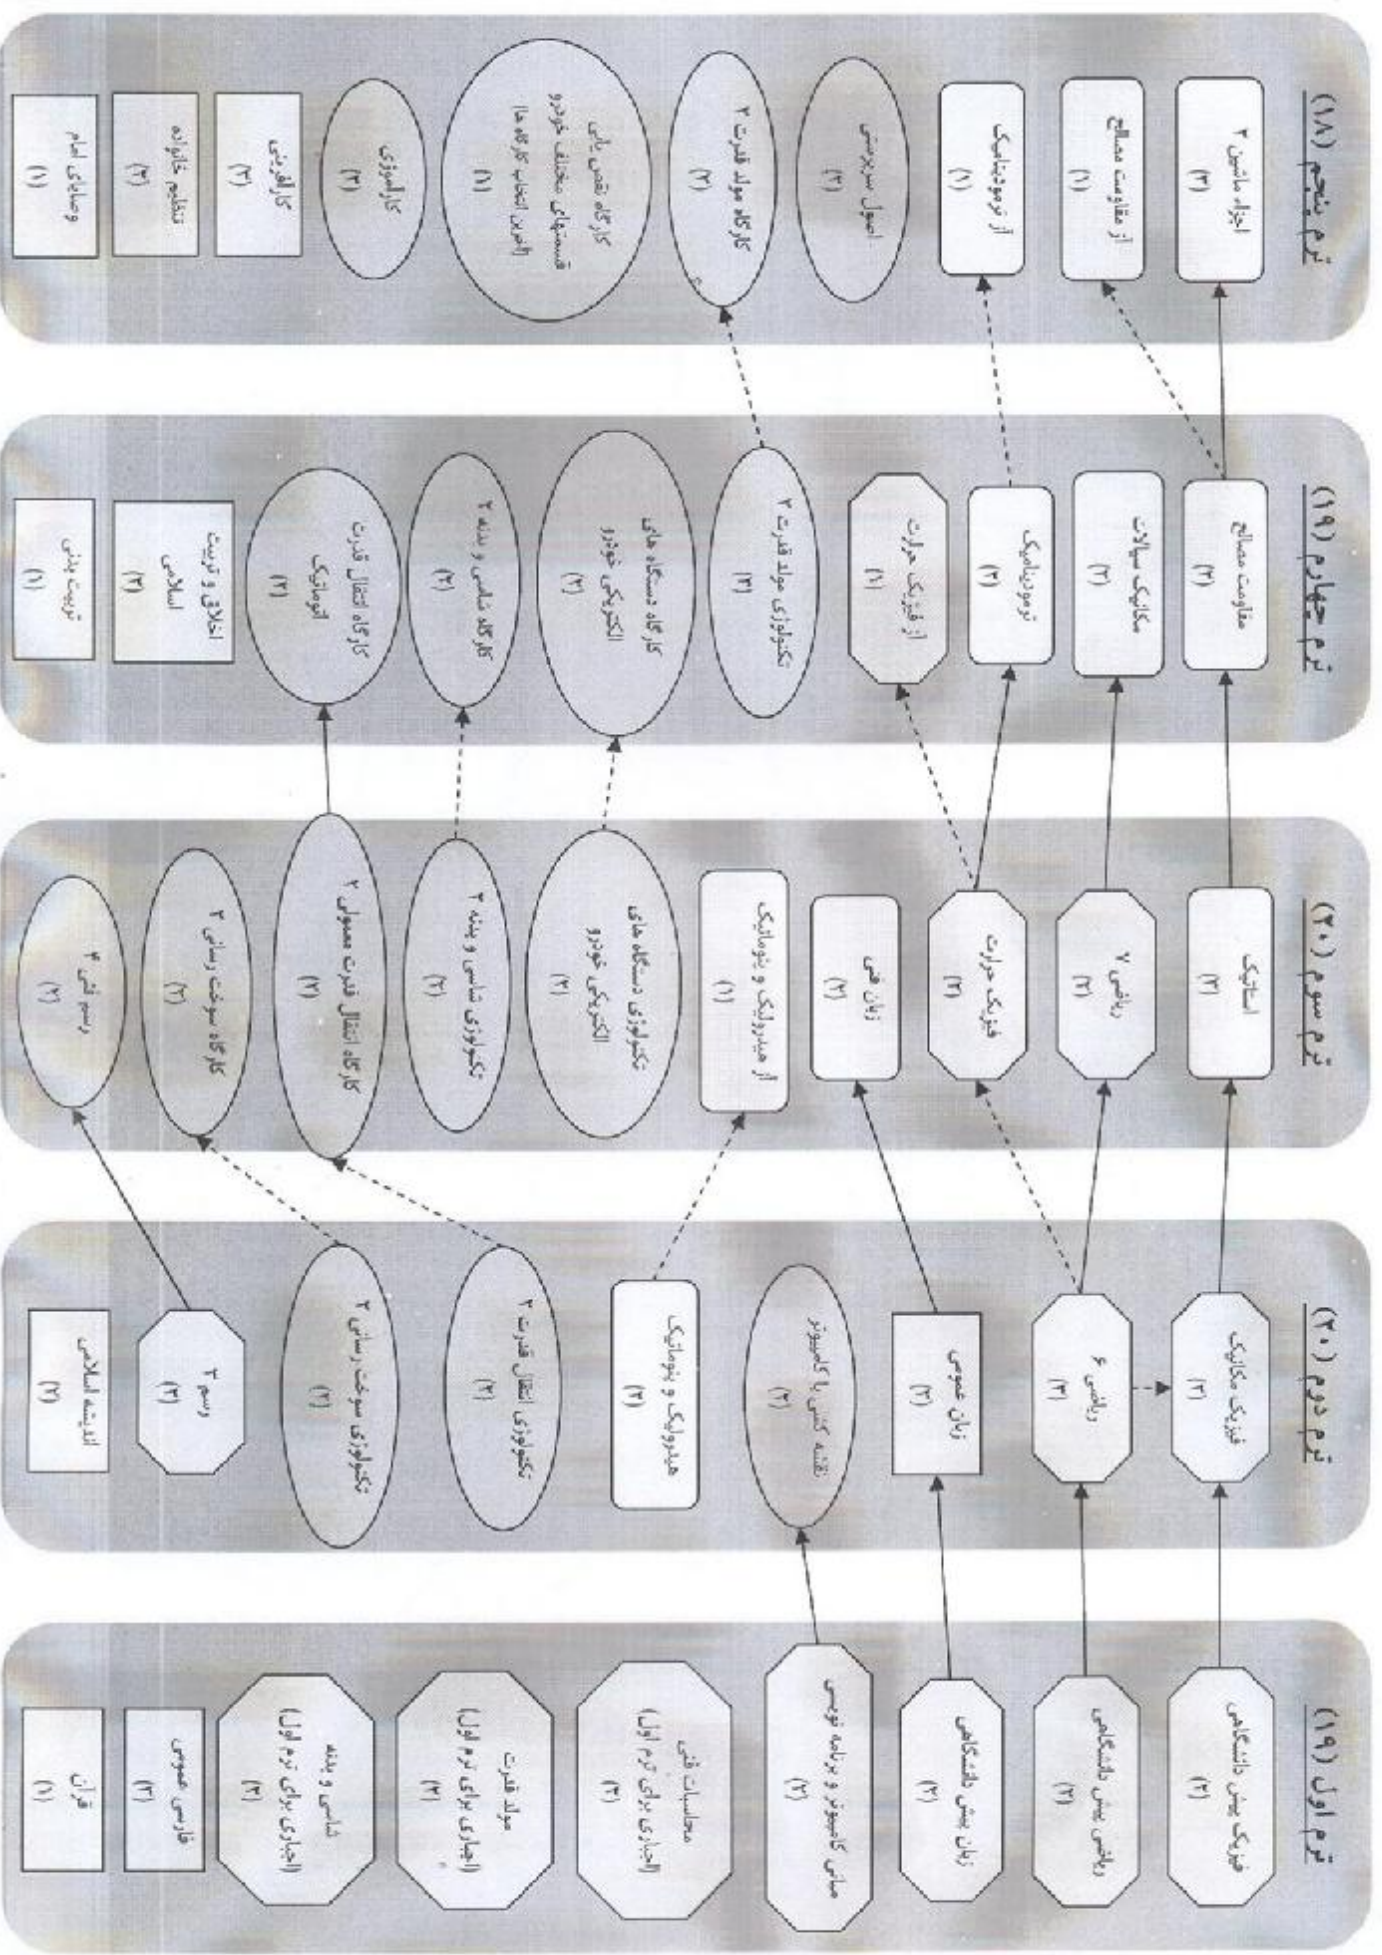 ترم اول (۱۹)
فیزیک پیش دانشگاهی
(۲)
ریاضی پیش دانشگاهی
(۲)
زبان پیش دانشگاهی
(۲)
مبانی کامپیوتر و برنامه نویسی
(۲)
محاسبات فنی
(اجباری برای ترم اول)
(۲)
مولد قدرت
(اجباری برای ترم اول)
(۲)
شاسی و بدنه
(اجباری برای ترم اول)
(۲)
فارسی عمومی
(۳)
قرآن
(۱)
ترم دوم (۲۰)
فیزیک مکانیک
(۳)
ریاضی ۶
(۳)
زبان عمومی
(۳)
نقشه کشی با کامپیوتر
(۲)
هیدرولیک و پنوماتیک
(۲)
تکنولوژی انتقال قدرت ۲
(۲)
تکنولوژی سوخت رسانی ۲
(۲)
رسم ۳
(۲)
اندیشه اسلامی
(۲)
ترم سوم (۲۰)
استاتیک
(۳)
ریاضی ۷
(۲)
فیزیک حرارت
(۲)
زبان فنی
(۲)
آز هیدرولیک و پنوماتیک
(۱)
تکنولوژی دستگاه های
الکتریکی خودرو
(۲)
تکنولوژی شاسی و بدنه ۲
(۲)
کارگاه انتقال قدرت معمولی ۲
(۲)
کارگاه سوخت رسانی ۲
(۲)
رسم فنی ۴
(۲)
ترم چهارم (۱۹)
مقاومت مصالح
(۳)
مکانیک سیالات
(۲)
ترمودینامیک
(۲)
آز فیزیک حرارت
(۱)
تکنولوژی مولد قدرت ۲
(۳)
کارگاه دستگاه های
الکتریکی خودرو
(۲)
کارگاه شاسی و بدنه ۲
(۲)
کارگاه انتقال قدرت
اتوماتیک
(۲)
اخلاق و تربیت
اسلامی
(۲)
تربیت بدنی
(۱)
ترم پنجم (۱۸)
اجزاء ماشین ۲
(۳)
آز مقاومت مصالح
(۱)
آز ترمودینامیک
(۱)
اصول سرپرستی
(۲)
کارگاه مولد قدرت ۲
(۲)
کارگاه نقص یابی
قسمتهای مختلف خودرو
(آخرین انتخاب کارگاه ها)
(۱)
کارآموزی
(۲)
کارآفرینی
(۳)
تنظیم خانواده
(۲)
وصایای امام
(۱)